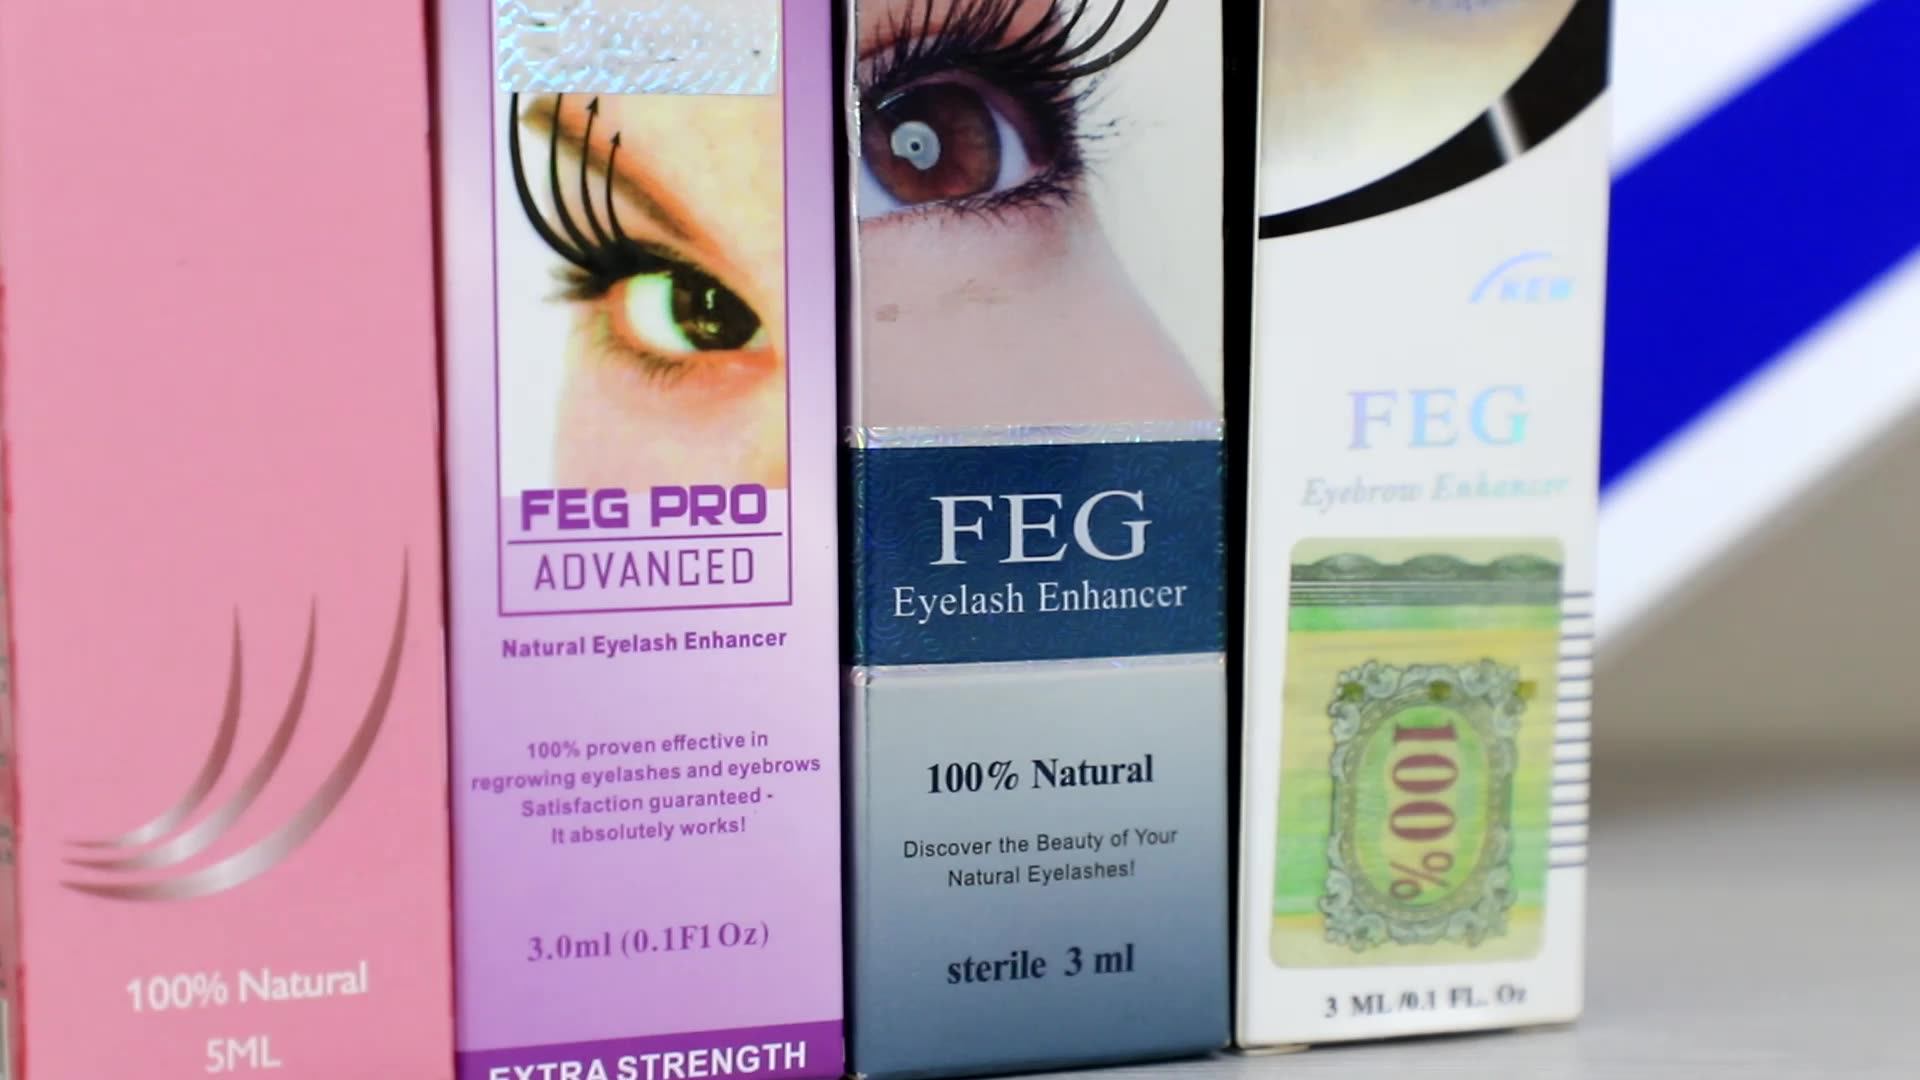 100% Natural
5ML
FEG PRO
ADVANCED
Natural Eyelash Enhancer
100% proven effective in
regrowing eyelashes and eyebrows
Satisfaction guaranteed -
It absolutely works!
3.0ml (0.1Fl Oz)
EXTRA STRENGTH
FEG
Eyelash Enhancer
100% Natural
Discover the Beauty of Your
Natural Eyelashes!
sterile 3 ml
NEW
FEG
Eyebrow Enhancer
100%
3 ML/0.1 FL. Oz